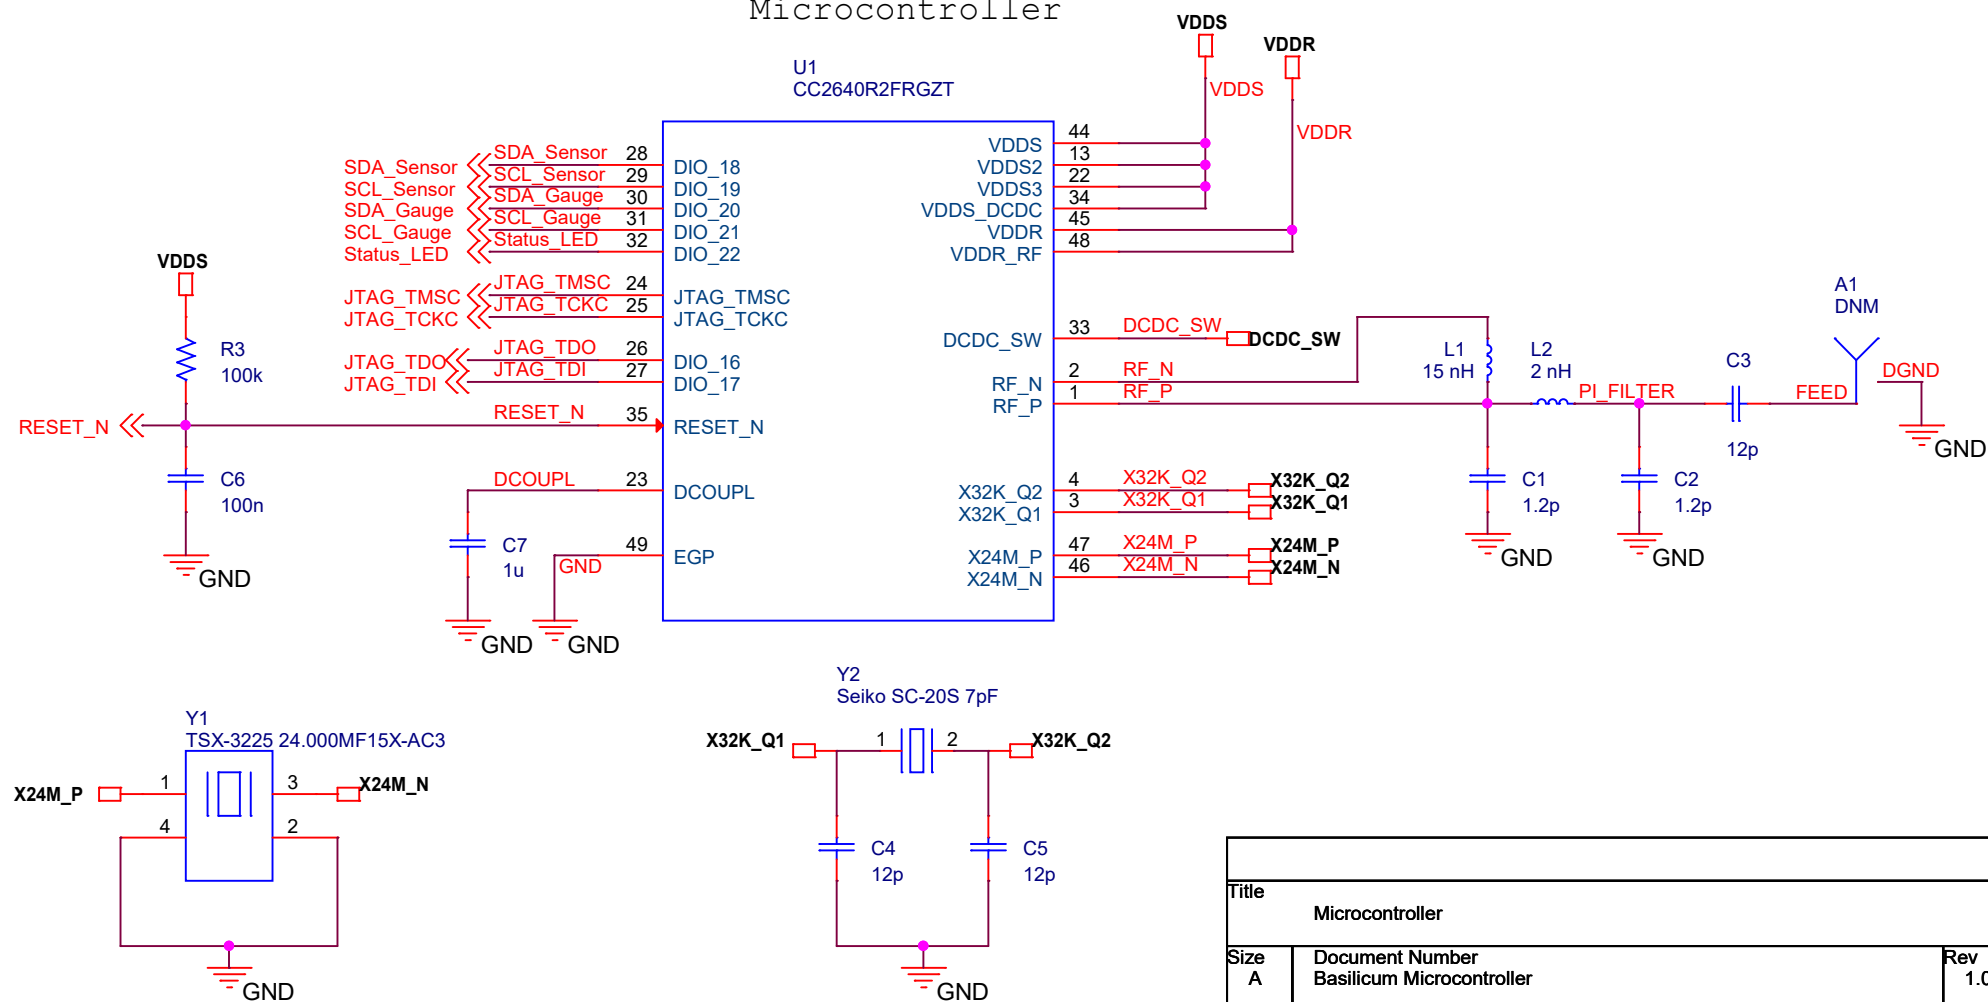 Microcontroller
VDDS
VDDR
U1
CC2640R2FRGZT
VDDS
VDDR
SDA_Sensor SDA_Sensor 28 DIO_18
SCL_Sensor SCL_Sensor 29 DIO_19
SDA_Gauge SDA_Gauge 30 DIO_20
SCL_Gauge SCL_Gauge 31 DIO_21
Status_LED Status_LED 32 DIO_22
JTAG_TMSC JTAG_TMSC 24 JTAG_TMSC
JTAG_TCKC JTAG_TCKC 25 JTAG_TCKC
JTAG_TDO JTAG_TDO 26 DIO_16
JTAG_TDI JTAG_TDI 27 DIO_17
RESET_N RESET_N 35 RESET_N
DCOUPL 23 DCOUPL
GND 49 EGP
VDDS 44
VDDS2 13
VDDS3 22
VDDS_DCDC 34
VDDR 45
VDDR_RF 48
DCDC_SW 33 DCDC_SW DCDC_SW
RF_N 2 RF_N
RF_P 1 RF_P
X32K_Q2 4 X32K_Q2 X32K_Q2
X32K_Q1 3 X32K_Q1 X32K_Q1
X24M_P 47 X24M_P X24M_P
X24M_N 46 X24M_N X24M_N
VDDS
R3
100k
C6
100n
GND
C7
1u
GND
GND
L1
15 nH
L2
2 nH
PI_FILTER
C3
12p
FEED
A1
DNM
DGND
GND
C1
1.2p
GND
C2
1.2p
GND
Y1
TSX-3225 24.000MF15X-AC3
X24M_P 1 3 X24M_N
4 2
GND
Y2
Seiko SC-20S 7pF
X32K_Q1 1 2 X32K_Q2
C4
12p
C5
12p
GND
Title
Microcontroller
Size
A
Document Number
Basilicum Microcontroller
Rev
1.0